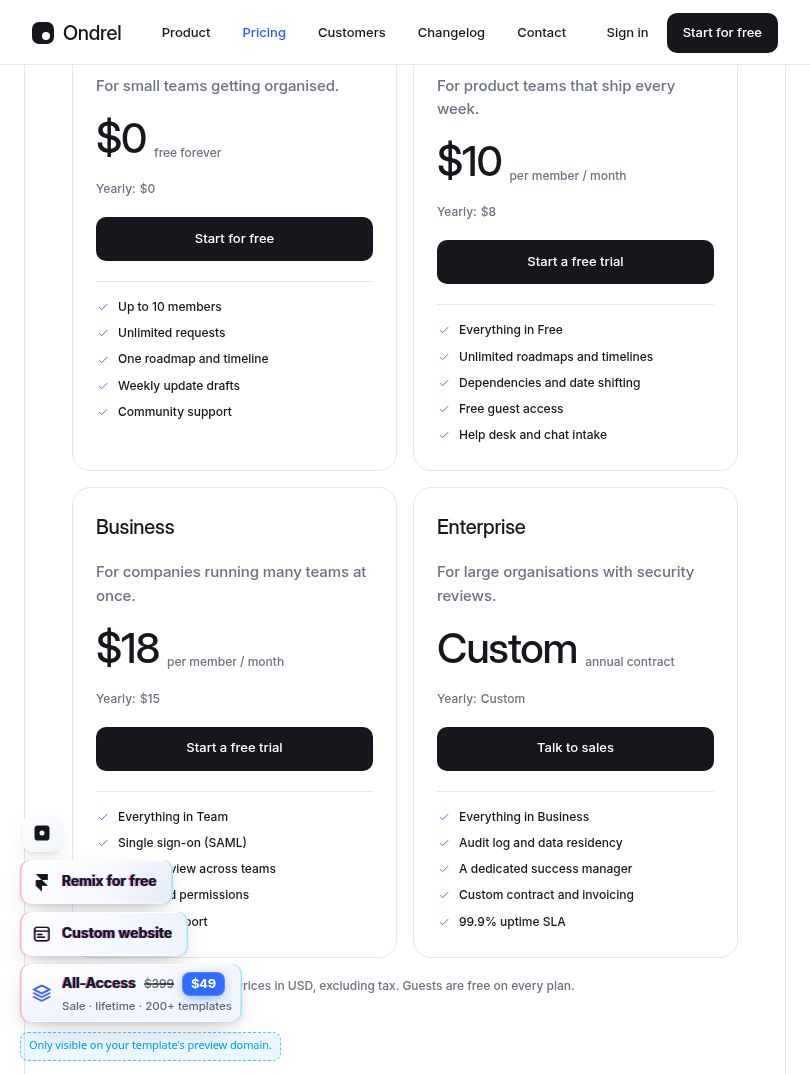 Ondrel
Product
Pricing
Customers
Changelog
Contact
Sign in
Start for free
For small teams getting organised.
$0 free forever
Yearly: $0
Start for free
Up to 10 members
Unlimited requests
One roadmap and timeline
Weekly update drafts
Community support
For product teams that ship every
week.
$10 per member / month
Yearly: $8
Start a free trial
Everything in Free
Unlimited roadmaps and timelines
Dependencies and date shifting
Free guest access
Help desk and chat intake
Business
For companies running many teams at
once.
$18 per member / month
Yearly: $15
Start a free trial
Everything in Team
Single sign-on (SAML)
across teams
permissions
Enterprise
For large organisations with security
reviews.
Custom annual contract
Yearly: Custom
Talk to sales
Everything in Business
Audit log and data residency
A dedicated success manager
Custom contract and invoicing
99.9% uptime SLA
in USD, excluding tax. Guests are free on every plan.
Remix for free
Custom website
All-Access $399 $49
Sale · lifetime · 200+ templates
Only visible on your template's preview domain.